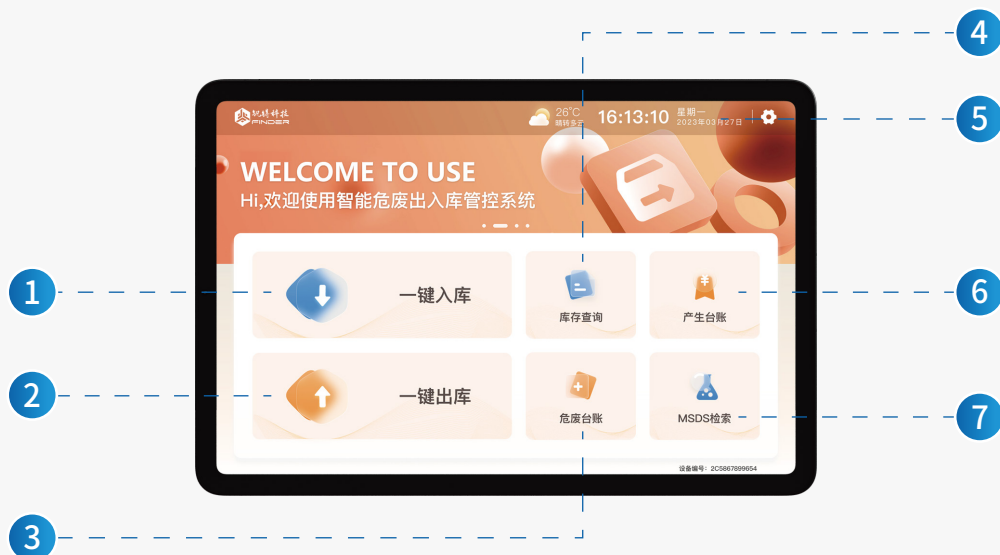 4
FINDER
26°C
晴转多云
16:13:10
星期一
2023年03月27日
5
WELCOME TO USE
Hi,欢迎使用智能危废出入库管控系统
1
一键入库
库存查询
产生台账
6
2
一键出库
危废台账
MSDS检索
7
设备编号: 2C5867899654
3